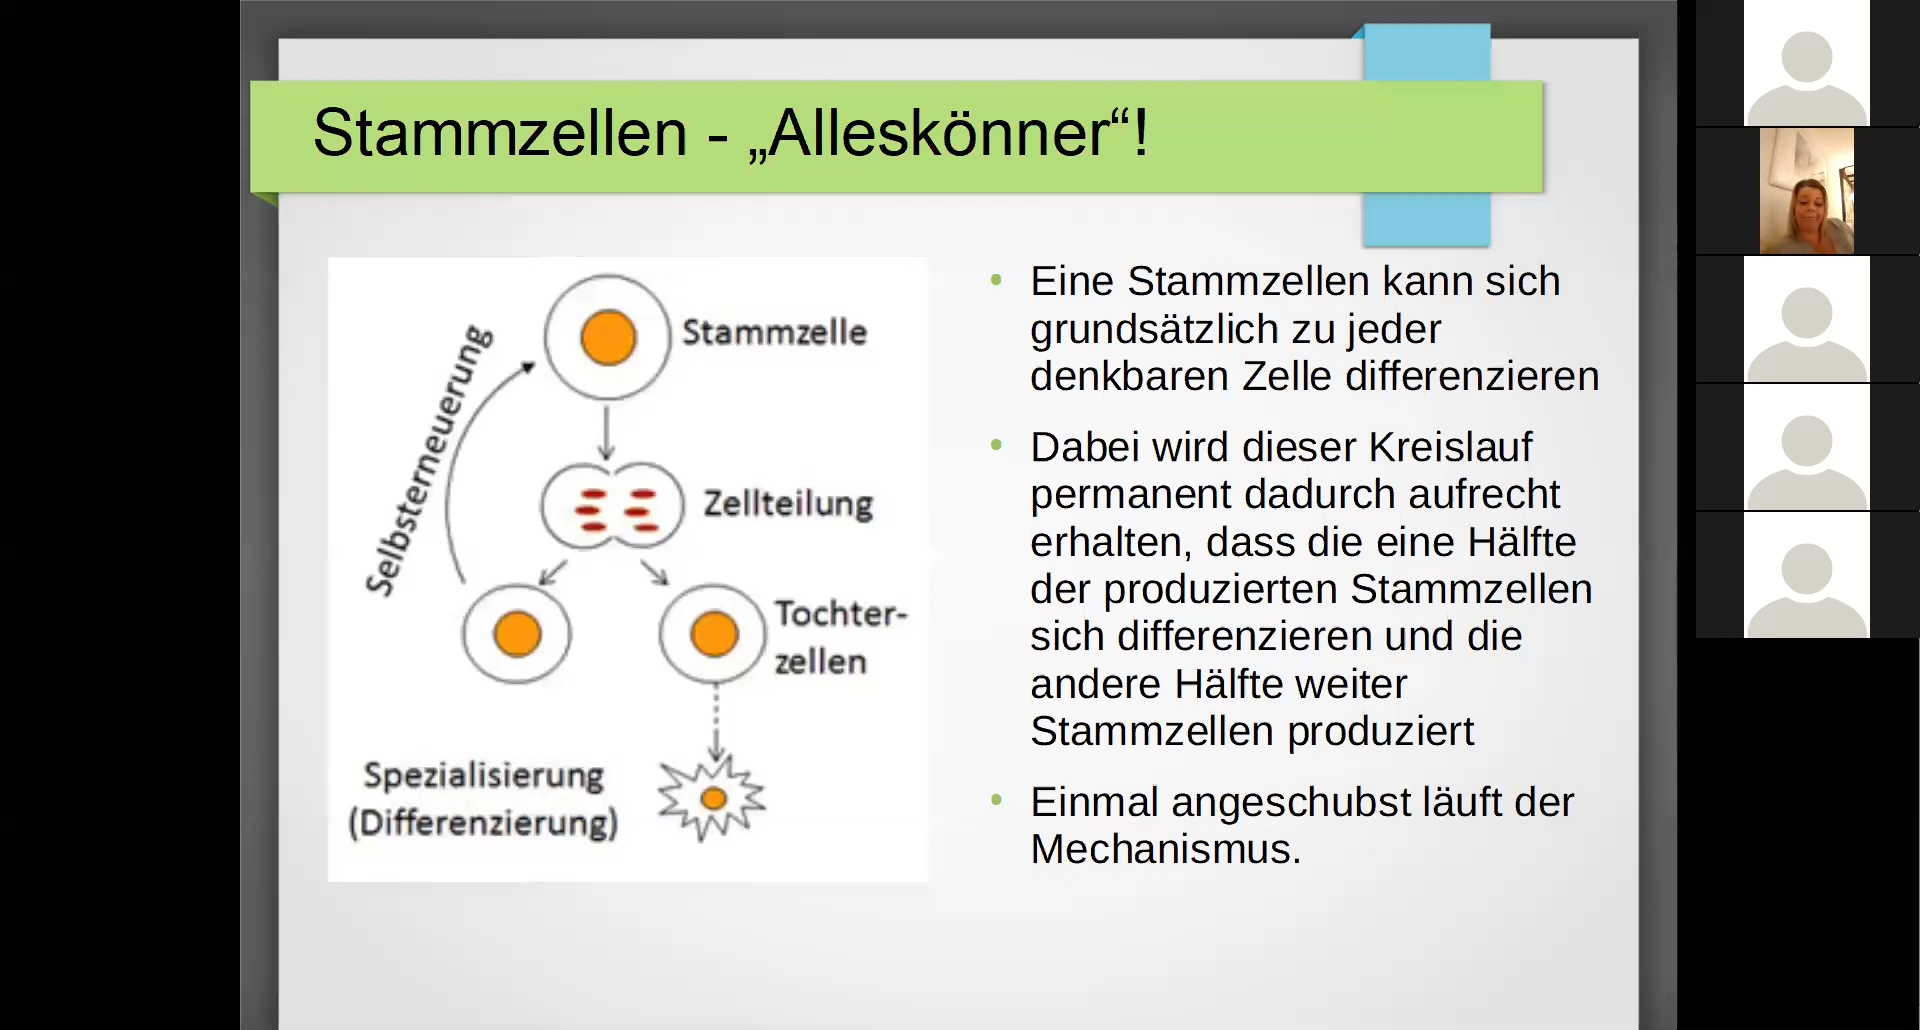 Stammzellen - „Alleskönner“!
Stammzelle
Selbsterneuerung
Zellteilung
Tochter-
zellen
Spezialisierung
(Differenzierung)
• Eine Stammzellen kann sich
grundsätzlich zu jeder
denkbaren Zelle differenzieren
• Dabei wird dieser Kreislauf
permanent dadurch aufrecht
erhalten, dass die eine Hälfte
der produzierten Stammzellen
sich differenzieren und die
andere Hälfte weiter
Stammzellen produziert
• Einmal angeschubst läuft der
Mechanismus.